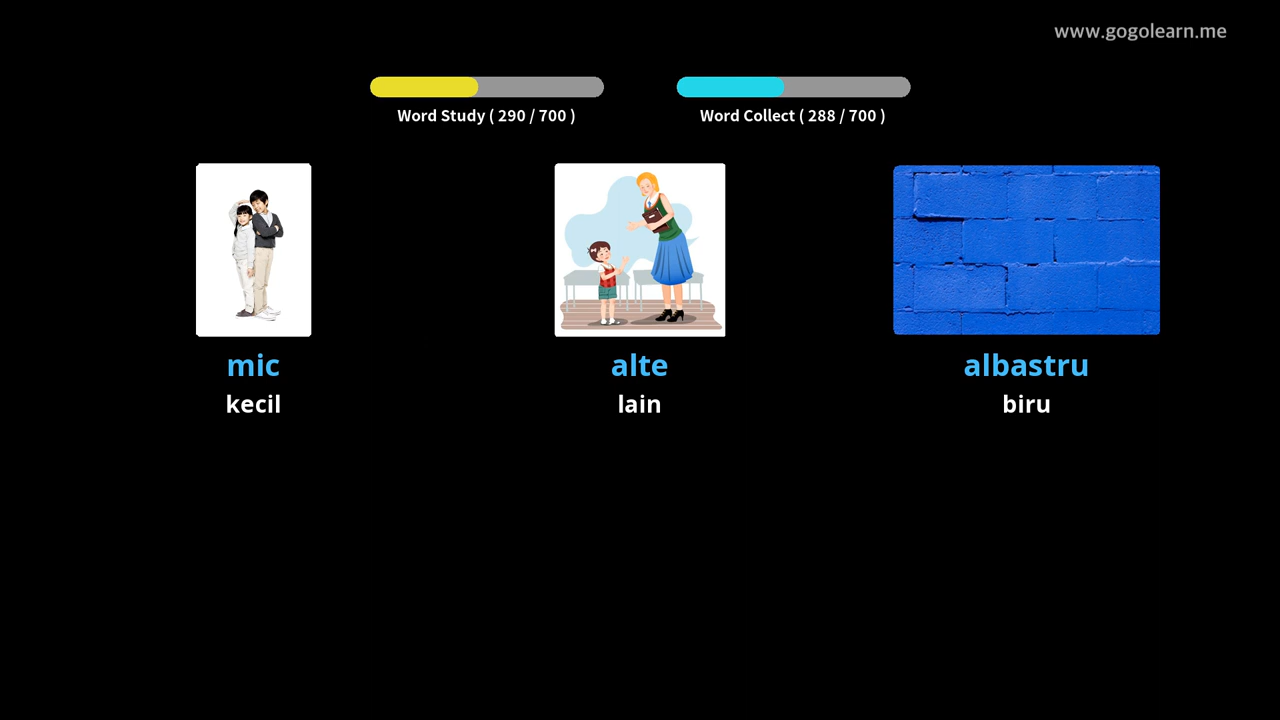 www.gogolearn.me
Word Study ( 290 / 700 )
Word Collect ( 288 / 700 )
mic
kecil
alte
lain
albastru
biru